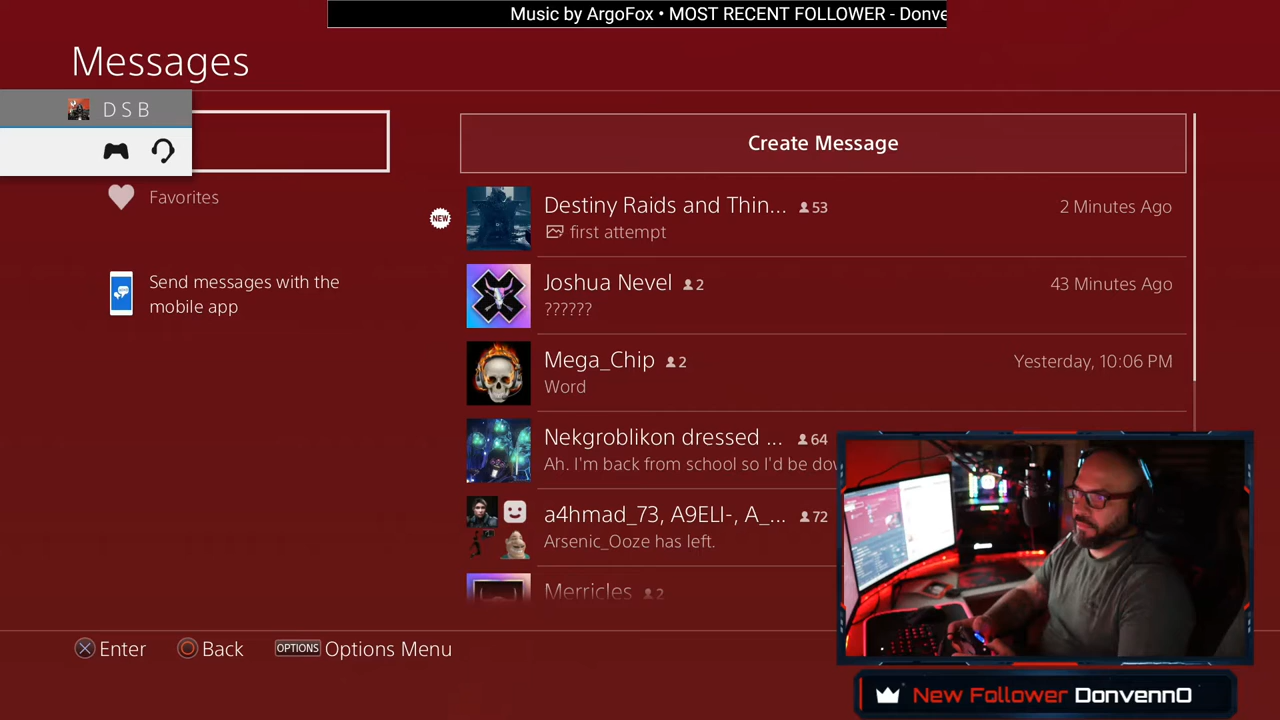 Music by ArgoFox • MOST RECENT FOLLOWER - Donve
Messages
D S B
Favorites
Send messages with the
mobile app
Create Message
NEW
Destiny Raids and Thin... 53
2 Minutes Ago
first attempt
Joshua Nevel 2
43 Minutes Ago
??????
Mega_Chip 2
Yesterday, 10:06 PM
Word
Nekgroblikon dressed ... 64
Ah. I'm back from school so I'd be dow
a4hmad_73, A9ELI-, A_... 72
Arsenic_Ooze has left.
Merricles 2
Enter
Back
OPTIONS Options Menu
New Follower DonvennO